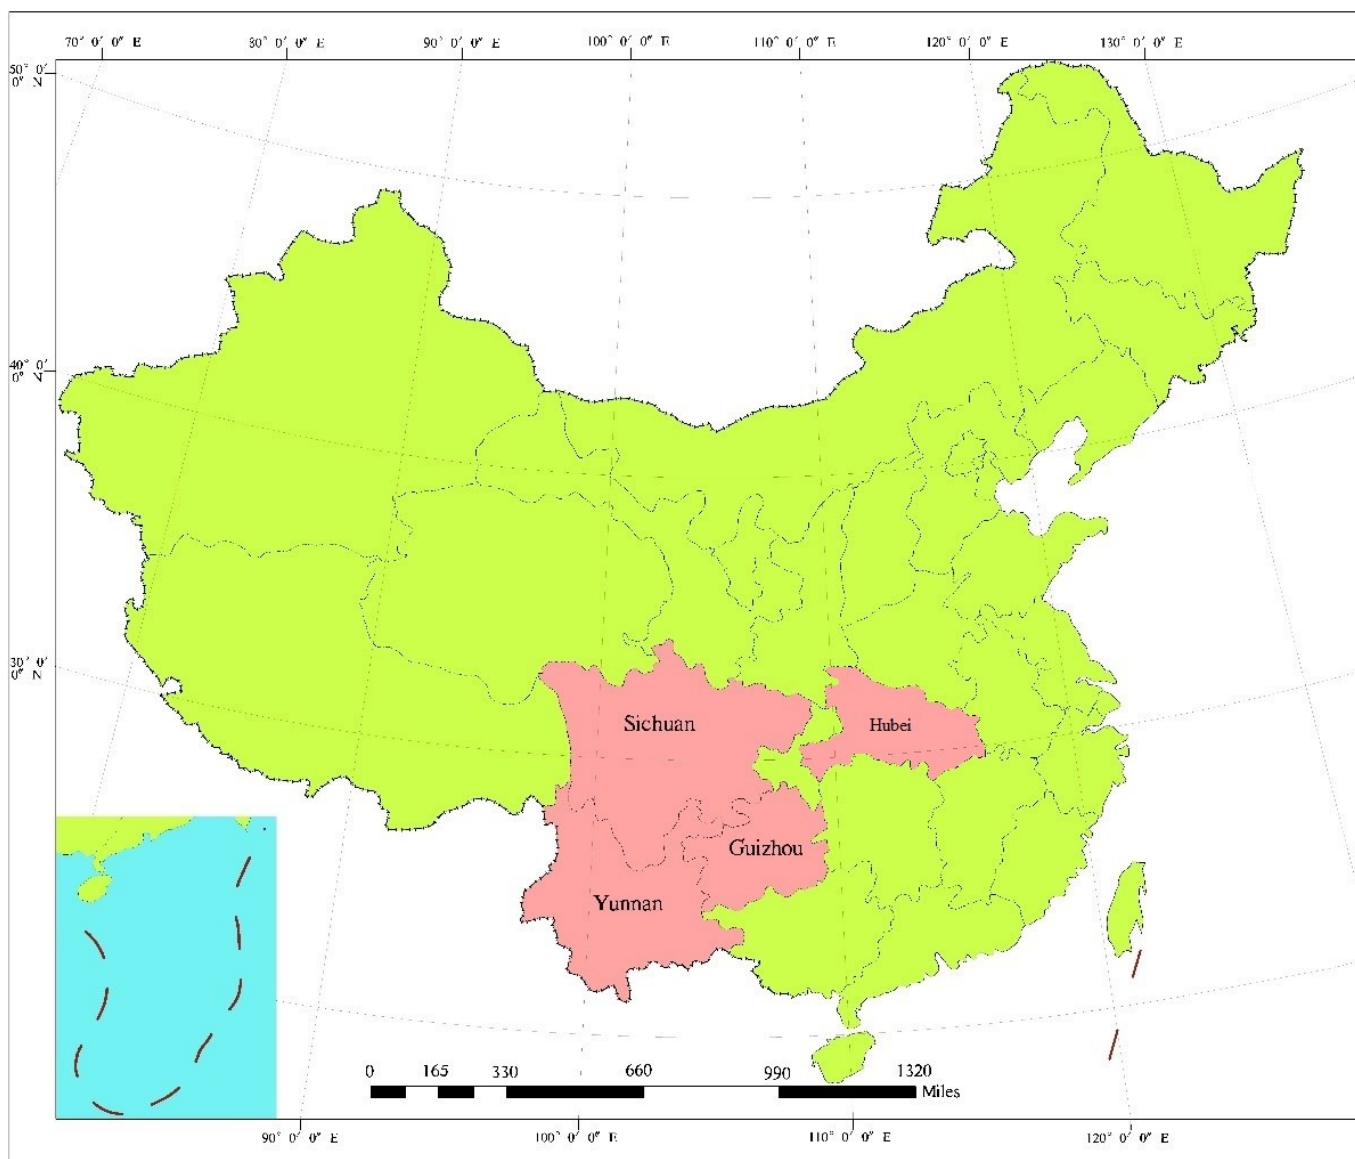 70° 0′ 0″ E 80° 0′ 0″ E 90° 0′ 0″ E 100° 0′ 0″ E 110° 0′ 0″ E 120° 0′ 0″ E 130° 0′ 0″ E
50° 0′
0″ N
40° 0′
0″ N
30° 0′
0″ N
Sichuan
Hubei
Guizhou
Yunnan
0 165 330 660 990 1320
Miles
90° 0′ 0″ E 100° 0′ 0″ E 110° 0′ 0″ E 120° 0′ 0″ E